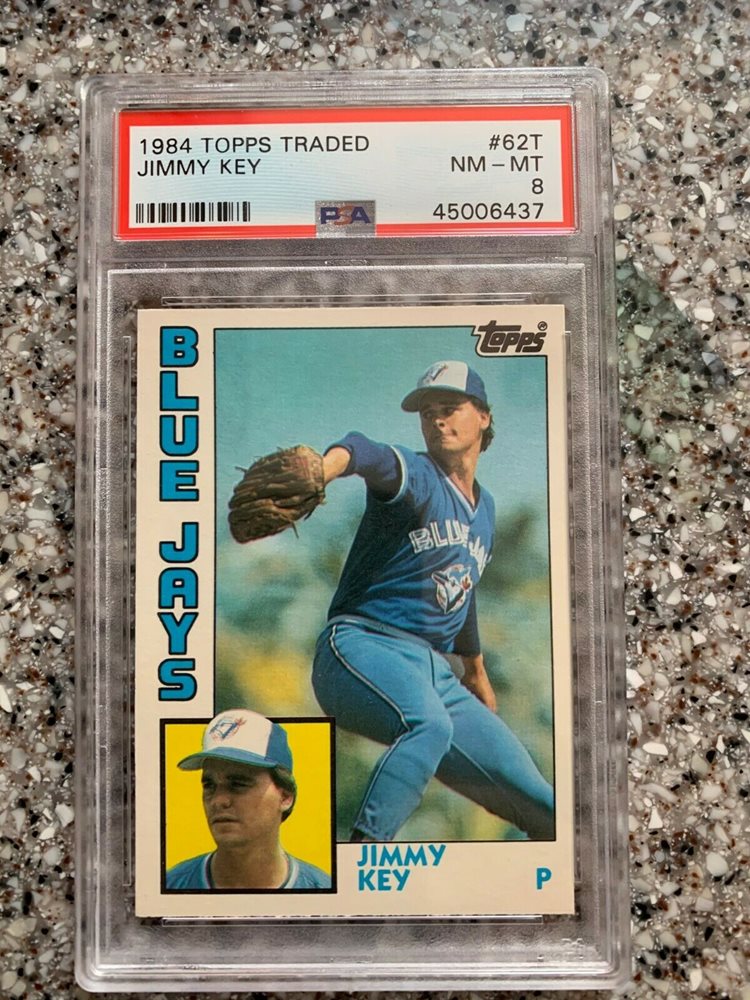 1984 TOPPS TRADED #62T
JIMMY KEY NM – MT
8
PSA 45006437
topps®
BLUE JAYS
BLUE JAYS
JIMMY
KEY P